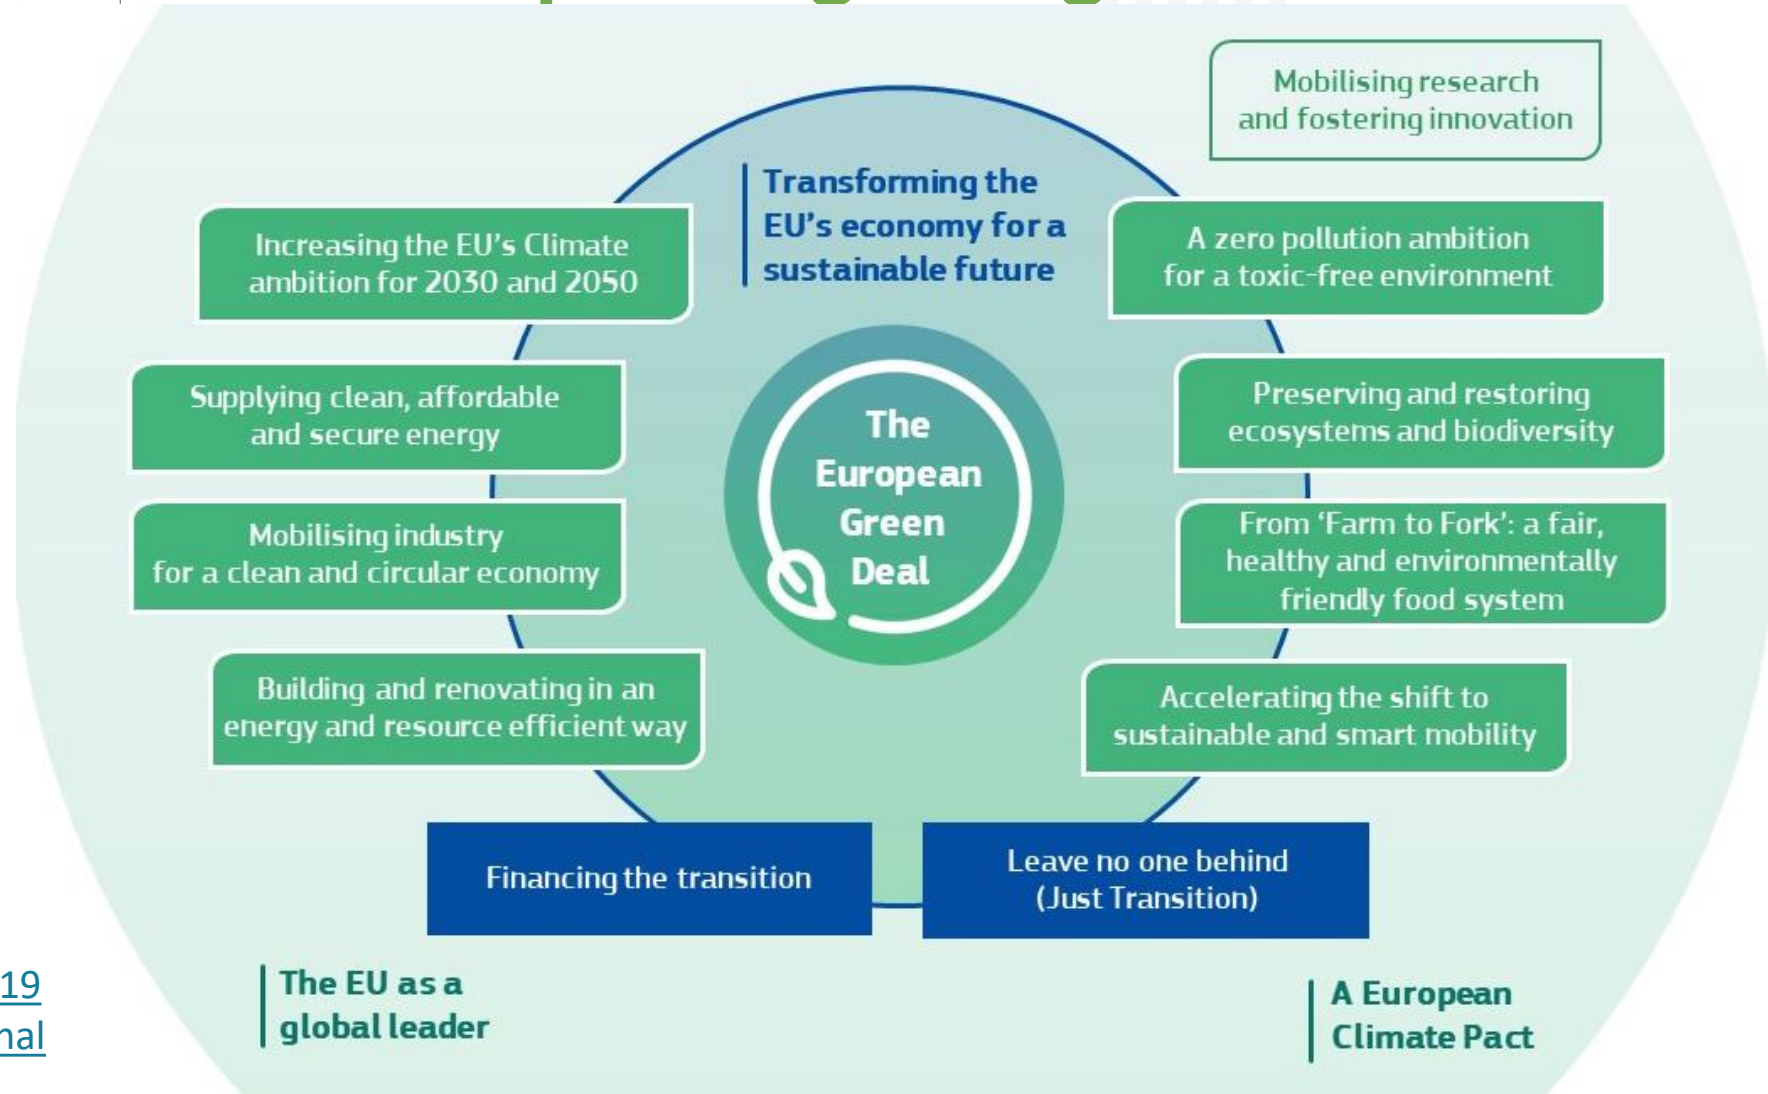 Mobilising research
and fostering innovation
Transforming the
EU's economy for a
sustainable future
Increasing the EU's Climate
ambition for 2030 and 2050
A zero pollution ambition
for a toxic-free environment
Supplying clean, affordable
and secure energy
Preserving and restoring
ecosystems and biodiversity
The
European
Green
Deal
Mobilising industry
for a clean and circular economy
From ‘Farm to Fork’: a fair,
healthy and environmentally
friendly food system
Building and renovating in an
energy and resource efficient way
Accelerating the shift to
sustainable and smart mobility
Financing the transition
Leave no one behind
(Just Transition)
The EU as a
global leader
A European
Climate Pact
19
nal